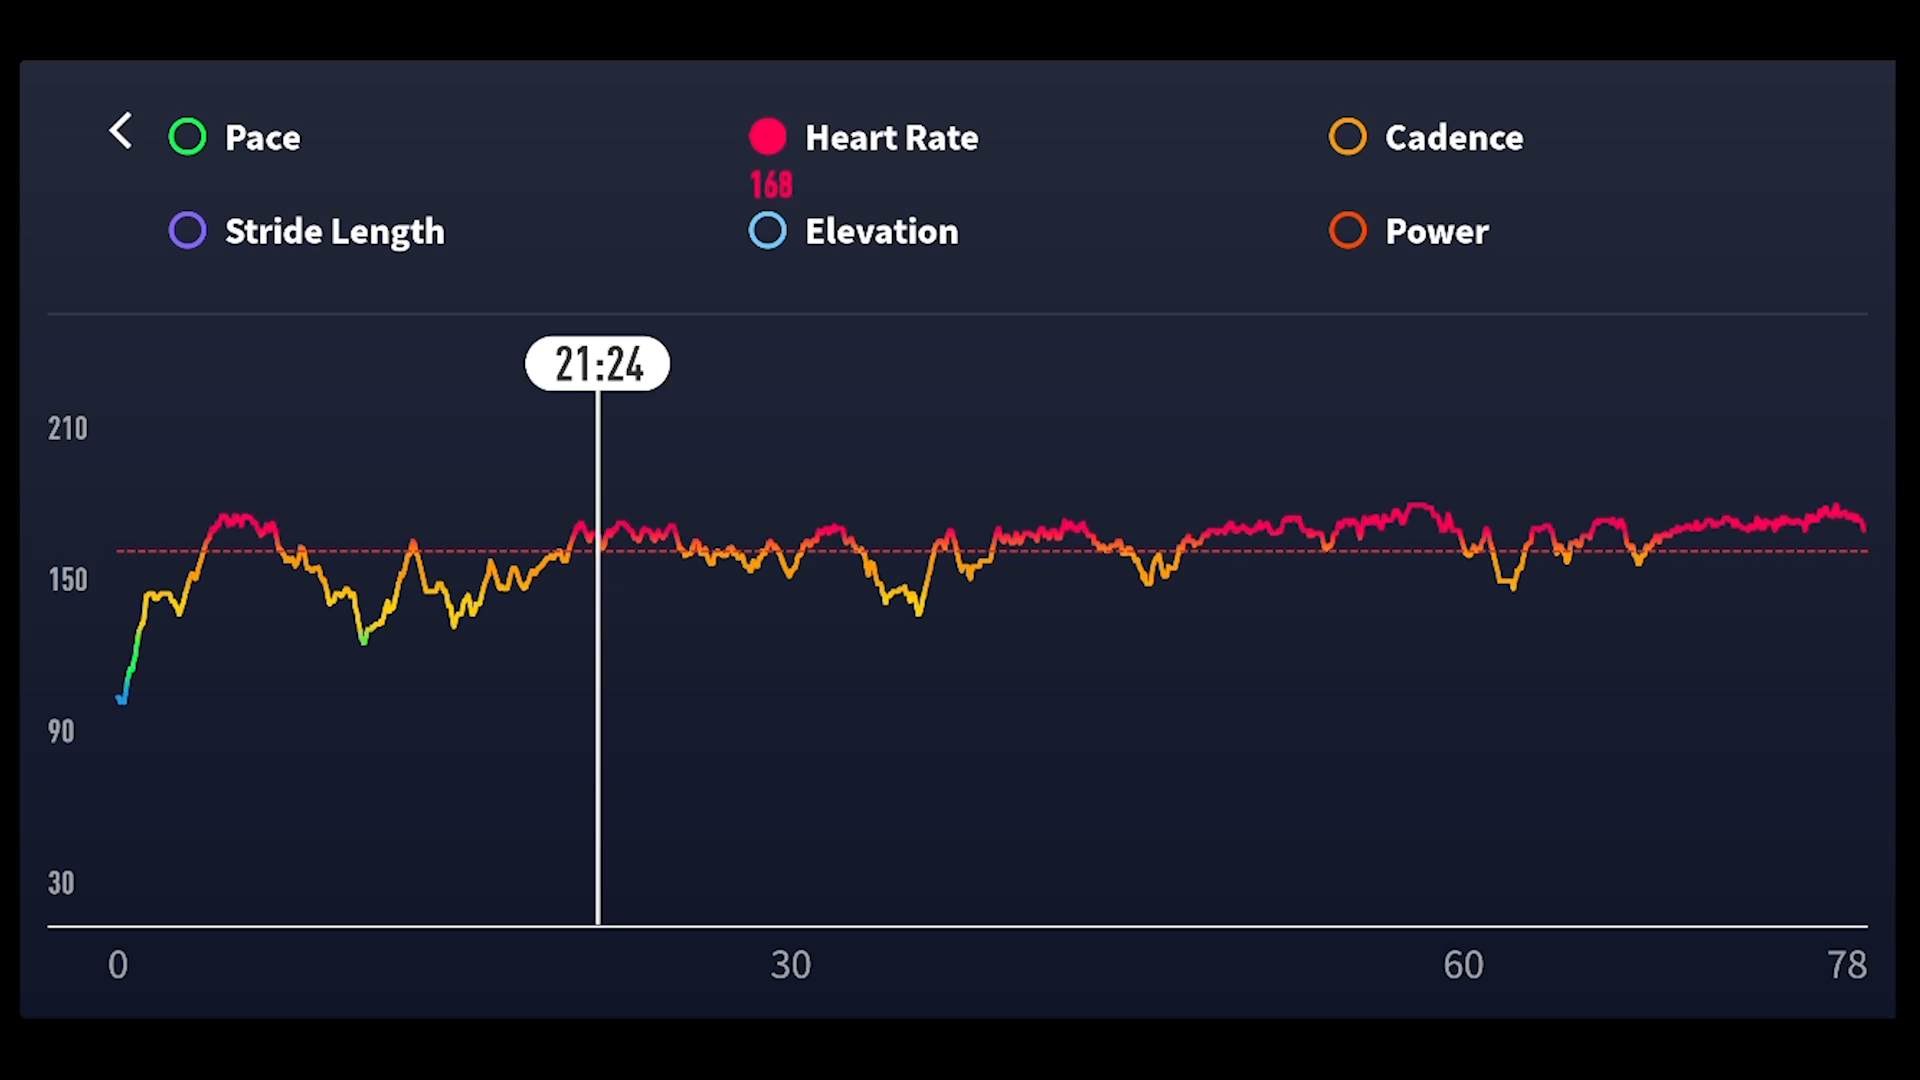 Pace
Heart Rate
Cadence
168
Stride Length
Elevation
Power
21:24
210
150
90
30
0
30
60
78